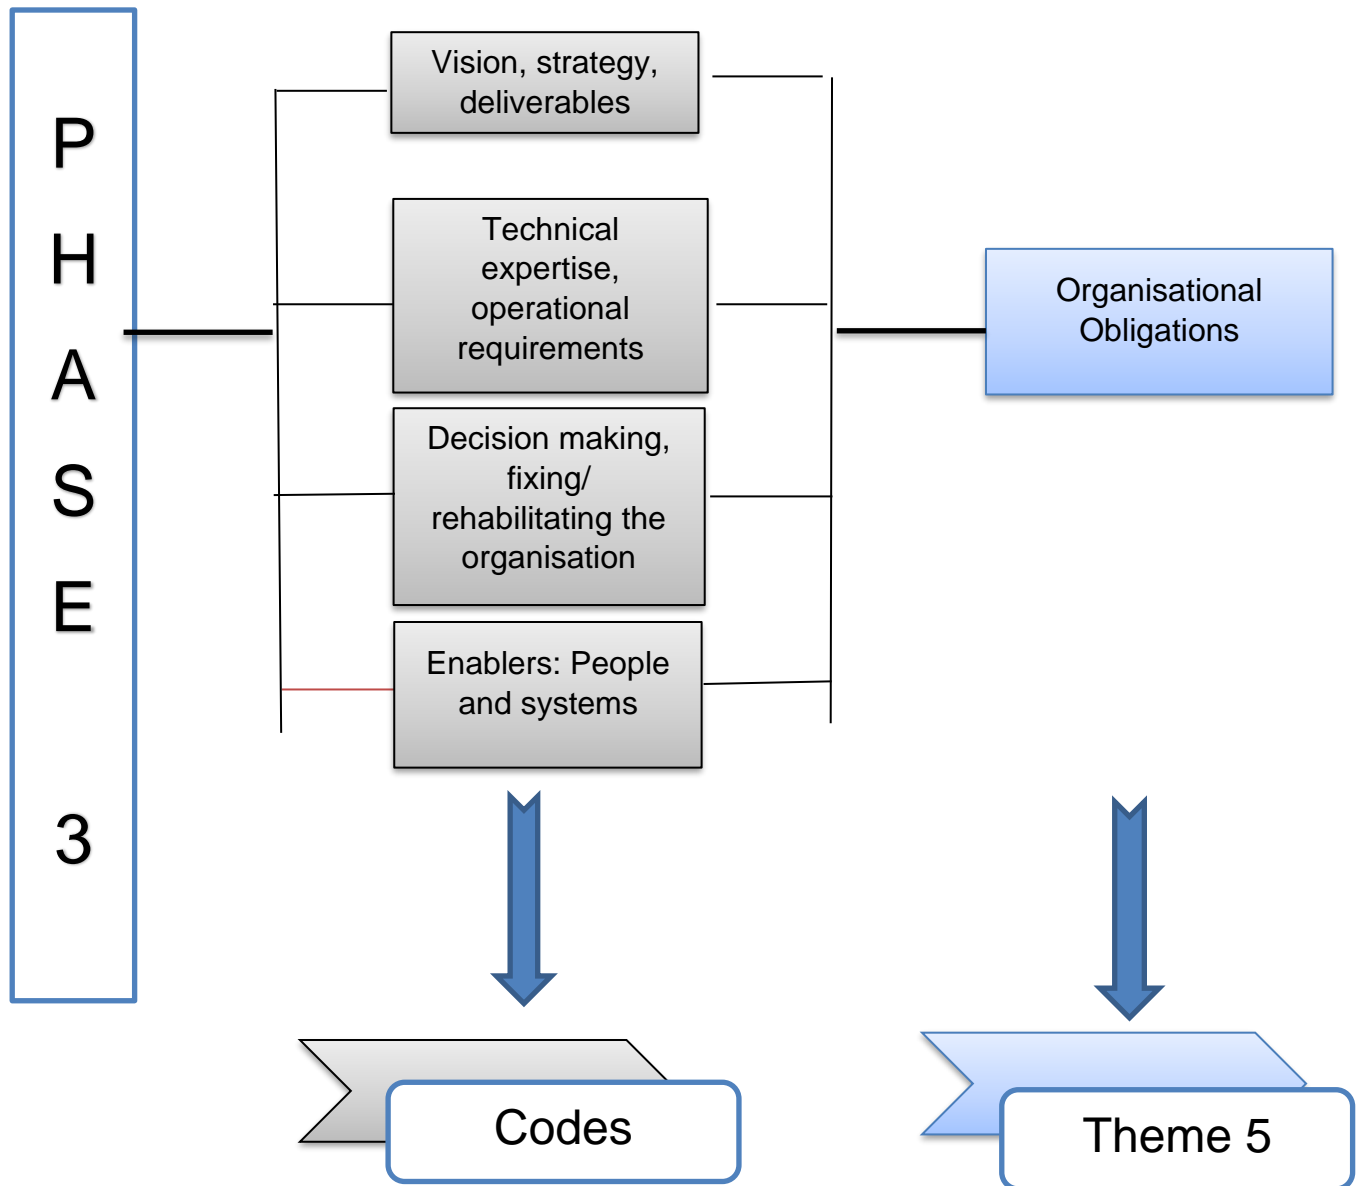 P
H
A
S
E
3
Vision, strategy,
deliverables
Technical
expertise,
operational
requirements
Decision making,
fixing/
rehabilitating the
organisation
Enablers: People
and systems
Organisational
Obligations
Codes
Theme 5